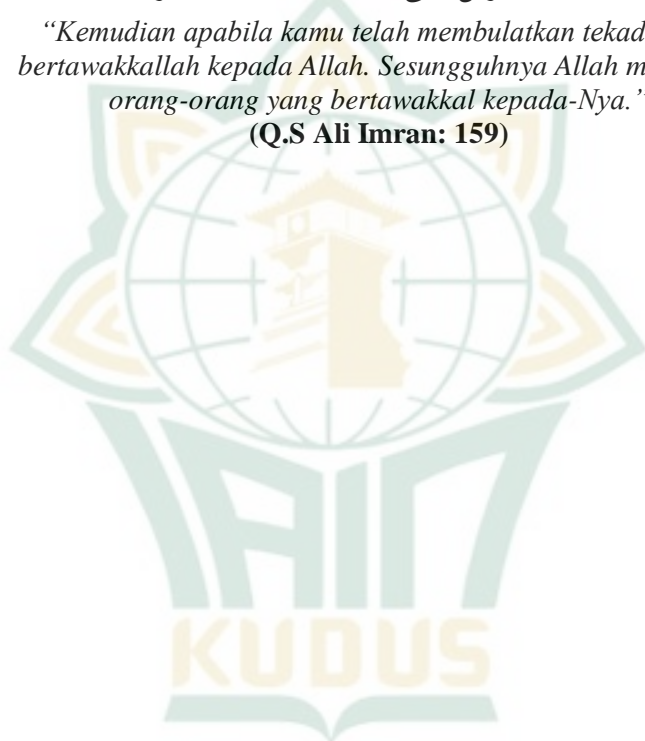 “Kemudian apabila kamu telah membulatkan tekad
bertawakkallah kepada Allah. Sesungguhnya Allah m
orang-orang yang bertawakkal kepada-Nya.”
(Q.S Ali Imran: 159)
IAIN
KUDUS